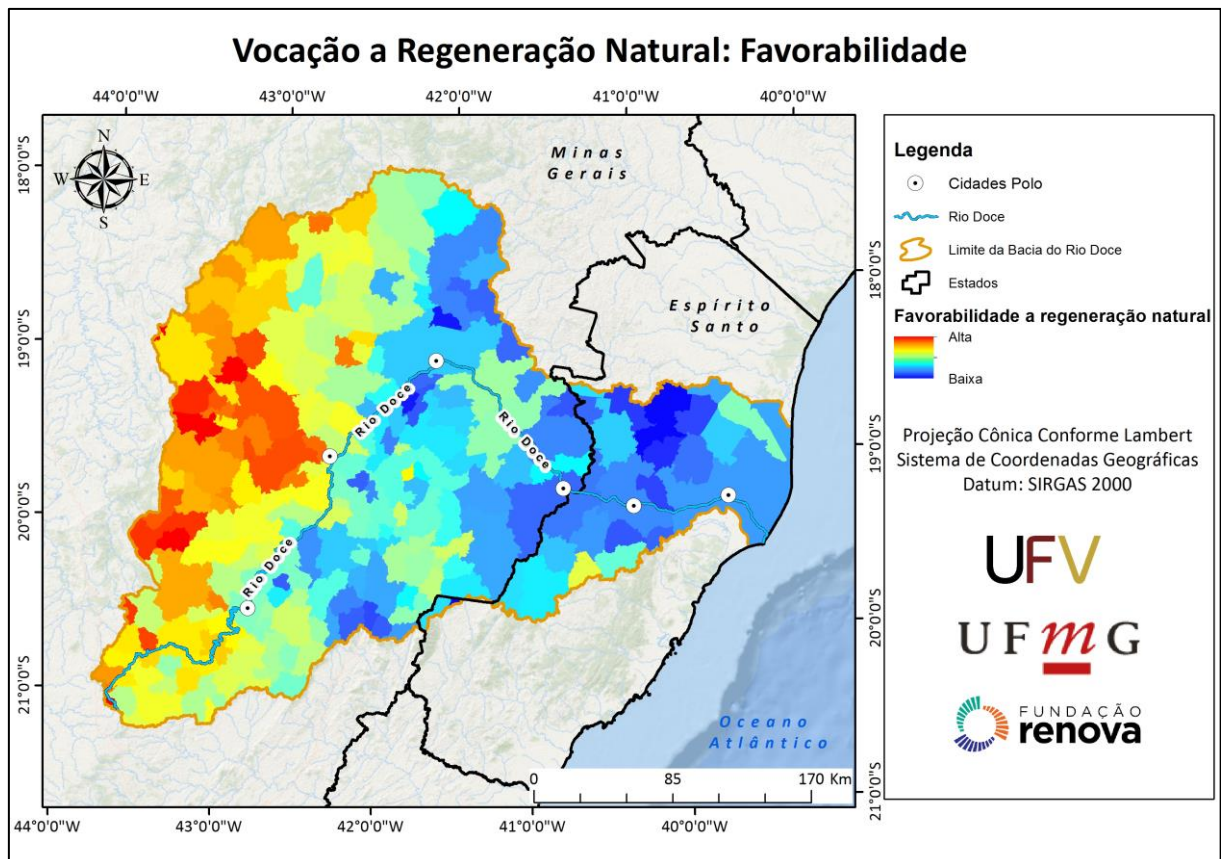 Vocação a Regeneração Natural: Favorabilidade
44°0'0"W
43°0'0"W
42°0'0"W
41°0'0"W
40°0'0"W
18°0'0"S
19°0'0"S
20°0'0"S
21°0'0"S
N
W
E
S
Minas
Gerais
Espírito
Santo
Rio Doce
Rio Doce
Rio Doce
Oceano
Atlântico
0
85
170 Km
18°0'0"S
19°0'0"S
20°0'0"S
21°0'0"S
44°0'0"W
43°0'0"W
42°0'0"W
41°0'0"W
40°0'0"W
Legenda
Cidades Polo
Rio Doce
Limite da Bacia do Rio Doce
Estados
Favorabilidade a regeneração natural
Alta
Baixa
Projeção Cônica Conforme Lambert
Sistema de Coordenadas Geográficas
Datum: SIRGAS 2000
UFV
UFmG
FUNDAÇÃO
renova